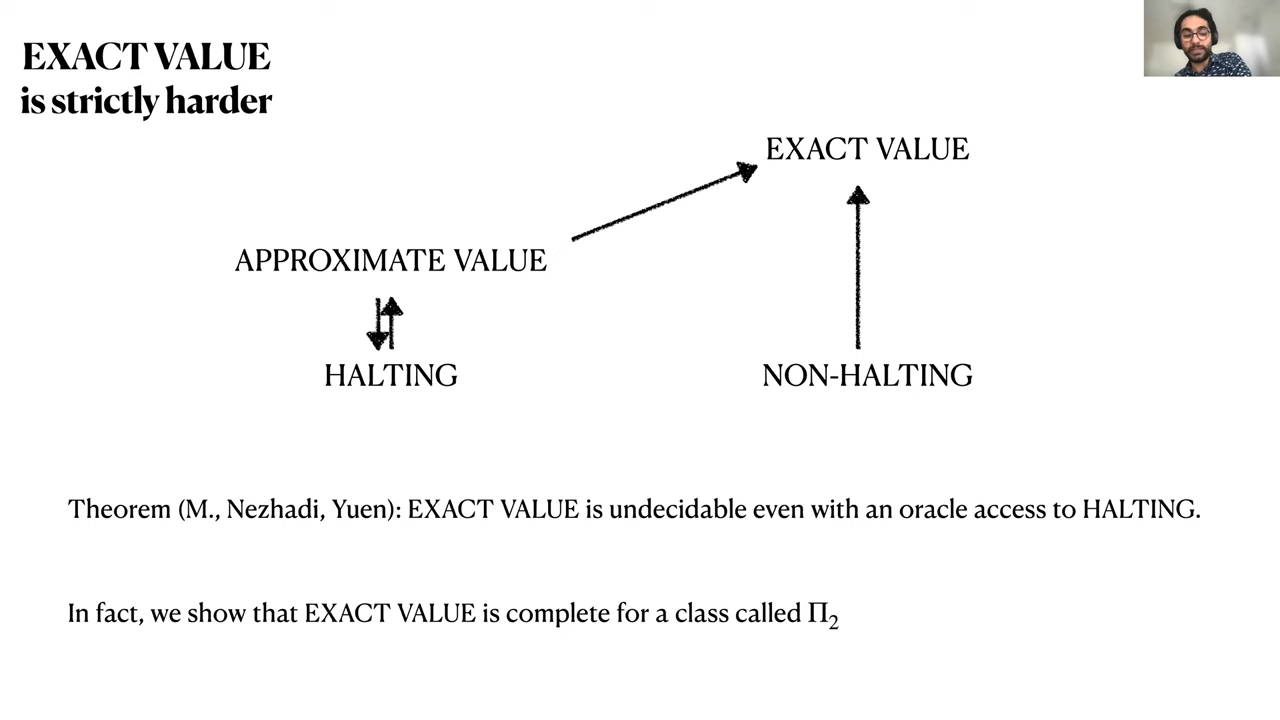 EXACT VALUE
is strictly harder
EXACT VALUE
APPROXIMATE VALUE
HALTING
NON-HALTING
Theorem (M., Nezhadi, Yuen): EXACT VALUE is undecidable even with an oracle access to HALTING.
In fact, we show that EXACT VALUE is complete for a class called Π₂